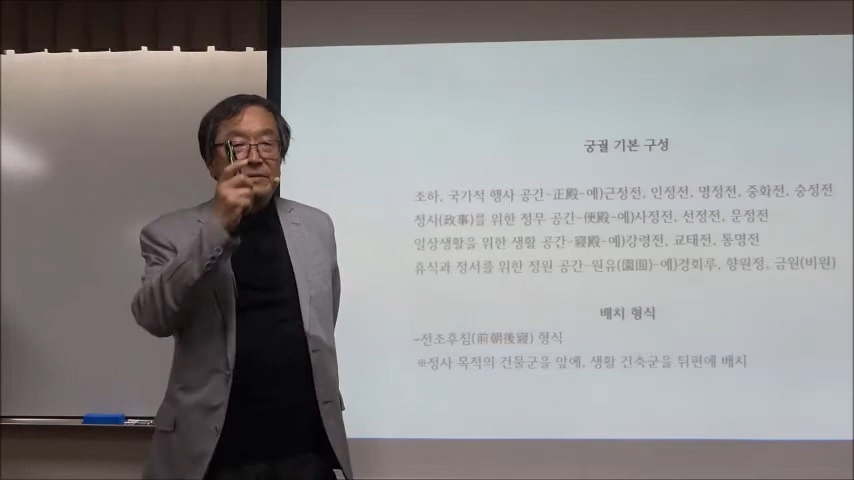 궁궐 기본 구성
조하, 국가적 행사 공간-正殿-예)근정전, 인정전, 명정전, 중화전, 숭정전
정사(政事)를 위한 정무 공간-便殿-예)사정전, 선정전, 문정전
일상생활을 위한 생활 공간-寢殿-예)강령전, 교태전, 통명전
휴식과 정서를 위한 정원 공간-원유(園囿)-예)경회루, 향원정, 금원(비원)
배치 형식
-전조후침(前朝後寢) 형식
※정사 목적의 건물군을 앞에, 생활 건축군을 뒤편에 배치